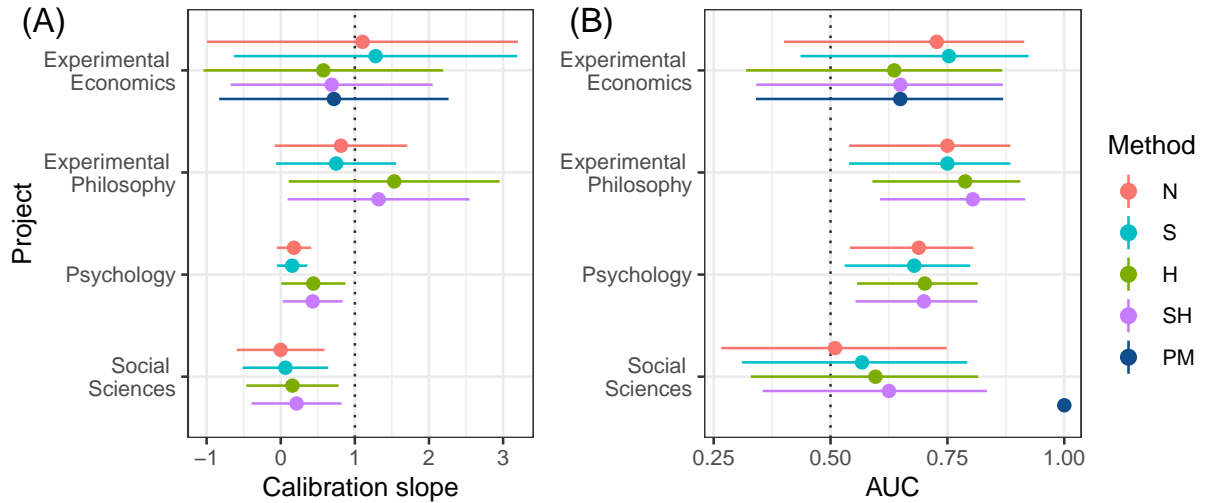 (A)
Project
Experimental
Economics
Experimental
Philosophy
Psychology
Social
Sciences
−1 0 1 2 3
Calibration slope
(B)
Experimental
Economics
Experimental
Philosophy
Psychology
Social
Sciences
0.25 0.50 0.75 1.00
AUC
Method
N
S
H
SH
PM